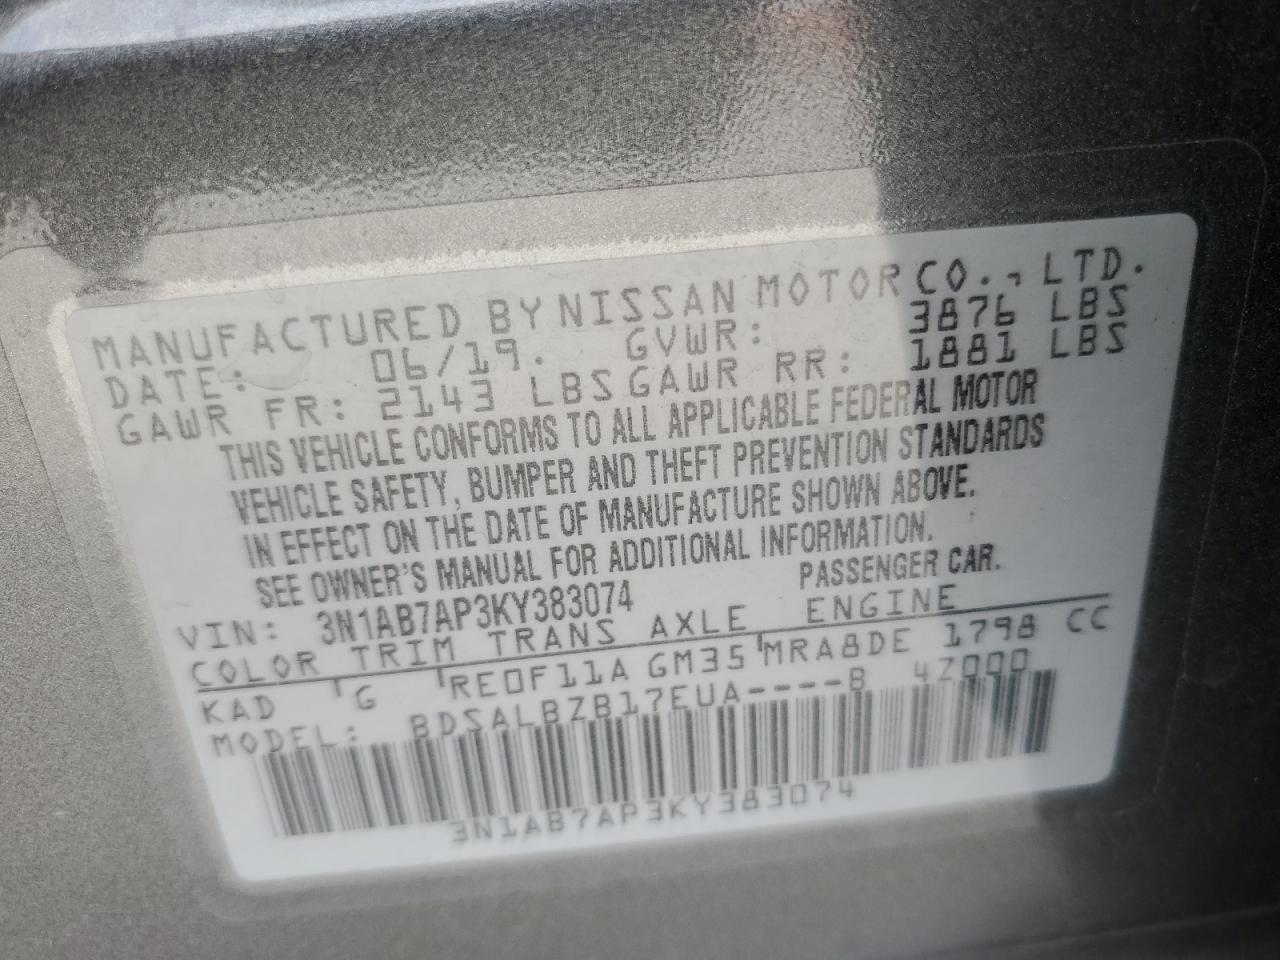 MANUFACTURED BY NISSAN MOTOR CO., LTD.
DATE: 06/19. GVWR: 3876 LBS
GAWR FR: 2143 LBS GAWR RR: 1881 LBS
THIS VEHICLE CONFORMS TO ALL APPLICABLE FEDERAL MOTOR
VEHICLE SAFETY, BUMPER AND THEFT PREVENTION STANDARDS
IN EFFECT ON THE DATE OF MANUFACTURE SHOWN ABOVE.
SEE OWNER'S MANUAL FOR ADDITIONAL INFORMATION.
VIN: 3N1AB7AP3KY383074 PASSENGER CAR.
COLOR TRIM TRANS AXLE ENGINE
KAD G RE0F11A GM35 MRA8DE 1798 CC
MODEL: BDSALBZB17EUA----B 4Z000
3N1AB7AP3KY383074